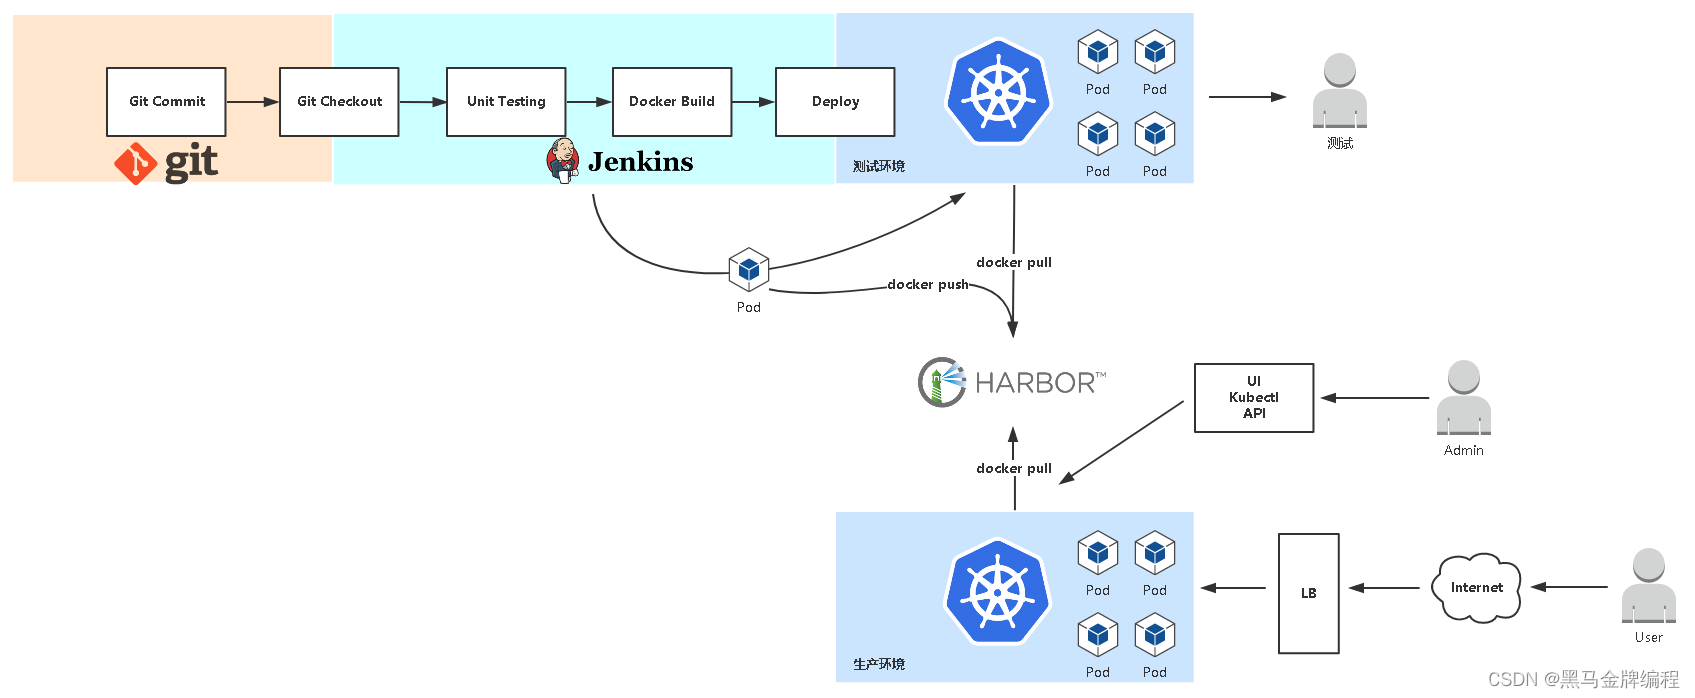 Git Commit
Git Checkout
Unit Testing
Docker Build
Deploy
git
Jenkins
测试环境
Pod
Pod
Pod
Pod
测试
Pod
docker push
docker pull
HARBOR™
UI
Kubectl
API
Admin
docker pull
生产环境
Pod
Pod
Pod
Pod
LB
Internet
User
CSDN @黑马金牌编程